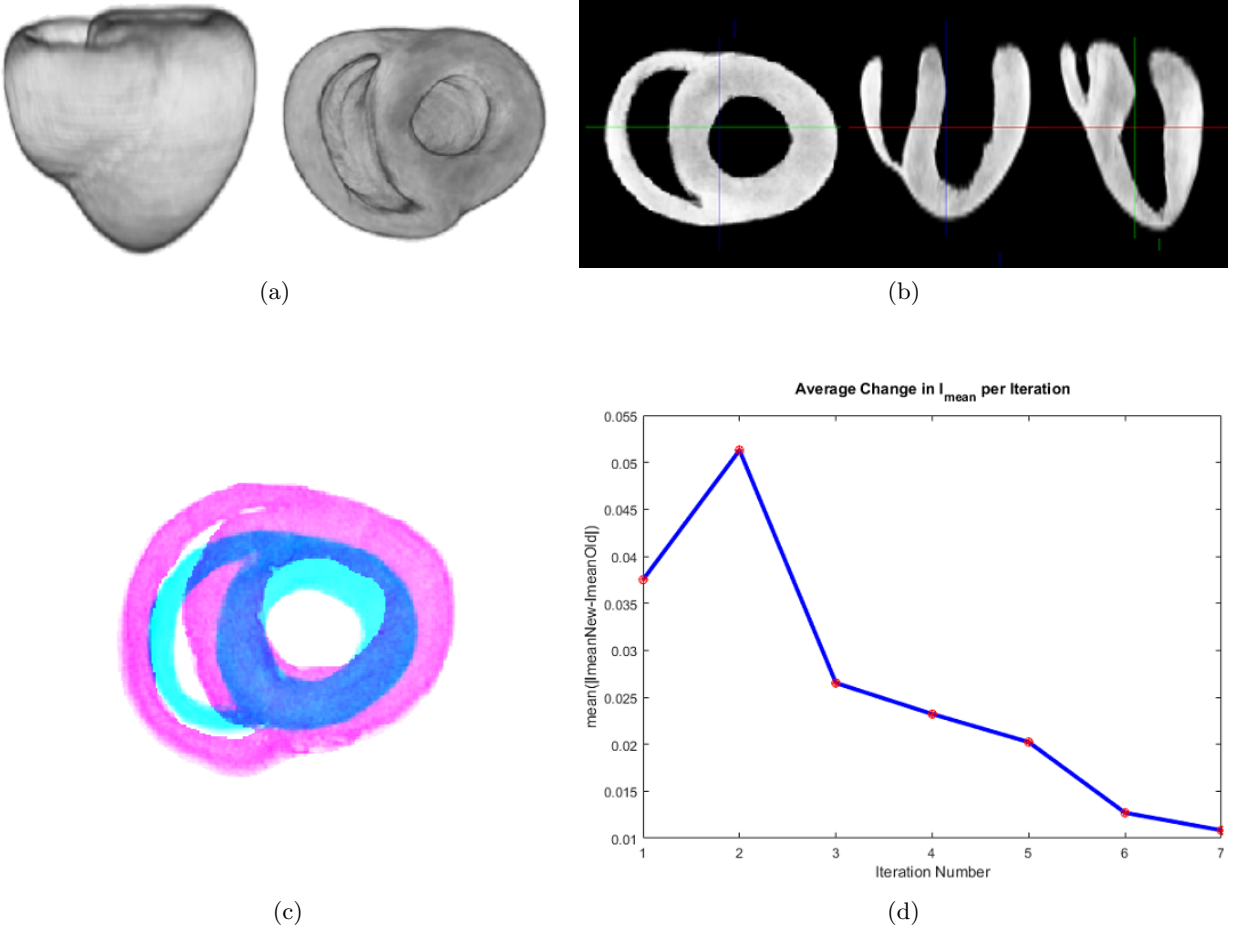 (a)
(b)
Average Change in I_mean per Iteration
0.055
0.05
0.045
0.04
0.035
0.03
0.025
0.02
0.015
0.01
mean(|ImeanNew-ImeanOld|)
1 2 3 4 5 6 7
Iteration Number
(c)
(d)